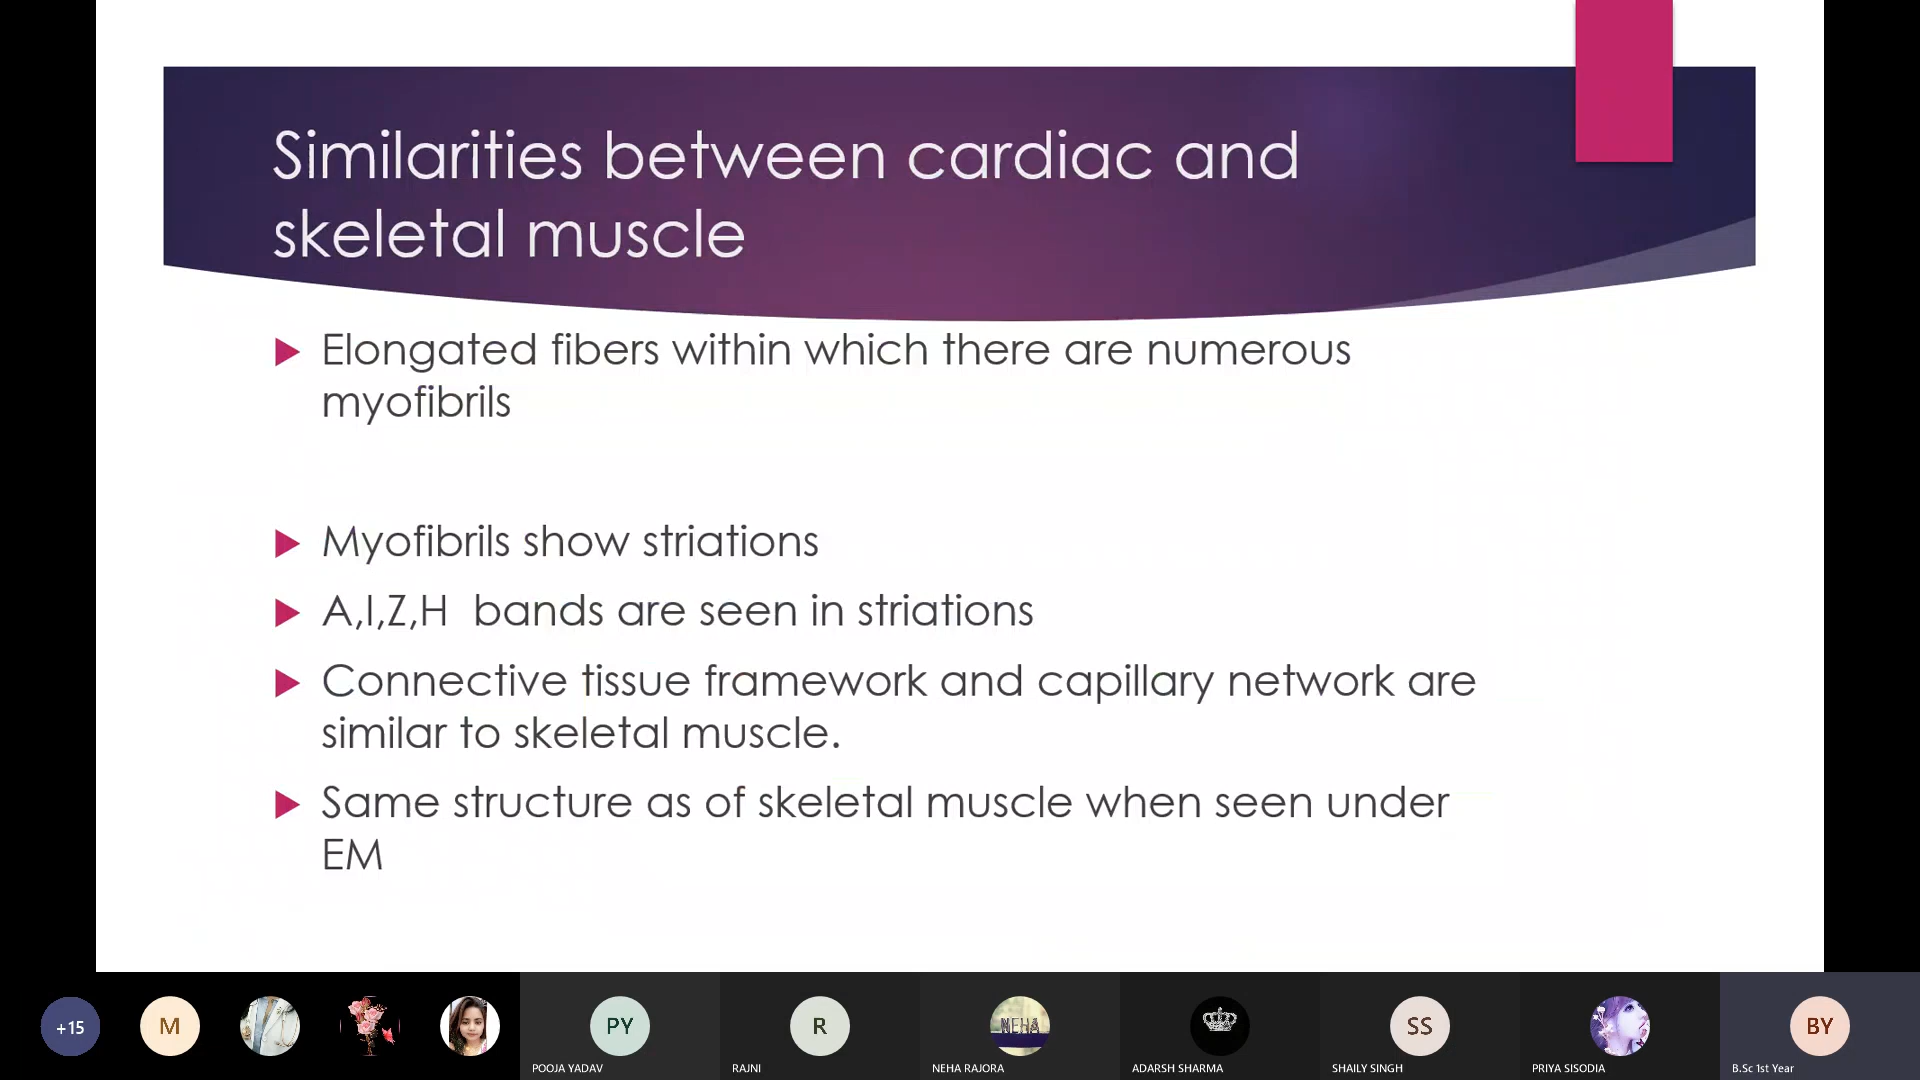 Similarities between cardiac and
skeletal muscle
Elongated fibers within which there are numerous
myofibrils
Myofibrils show striations
A,I,Z,H  bands are seen in striations
Connective tissue framework and capillary network are
similar to skeletal muscle.
Same structure as of skeletal muscle when seen under
EM
+15
M
PY
R
NEHA
SS
BY
POOJA YADAV
RAJNI
NEHA RAJORA
ADARSH SHARMA
SHAILY SINGH
PRIYA SISODIA
B.Sc 1st Year